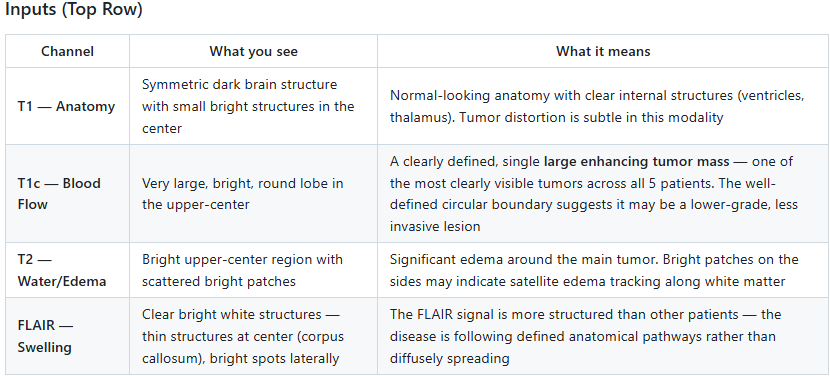 Inputs (Top Row)
Channel What you see What it means
T1 — Anatomy
Symmetric dark brain structure
with small bright structures in the
center
Normal-looking anatomy with clear internal structures (ventricles,
thalamus). Tumor distortion is subtle in this modality
T1c — Blood
Flow
Very large, bright, round lobe in
the upper-center
A clearly defined, single large enhancing tumor mass — one of
the most clearly visible tumors across all 5 patients. The well-
defined circular boundary suggests it may be a lower-grade, less
invasive lesion
T2 —
Water/Edema
Bright upper-center region with
scattered bright patches
Significant edema around the main tumor. Bright patches on the
sides may indicate satellite edema tracking along white matter
FLAIR —
Swelling
Clear bright white structures —
thin structures at center (corpus
callosum), bright spots laterally
The FLAIR signal is more structured than other patients — the
disease is following defined anatomical pathways rather than
diffusely spreading